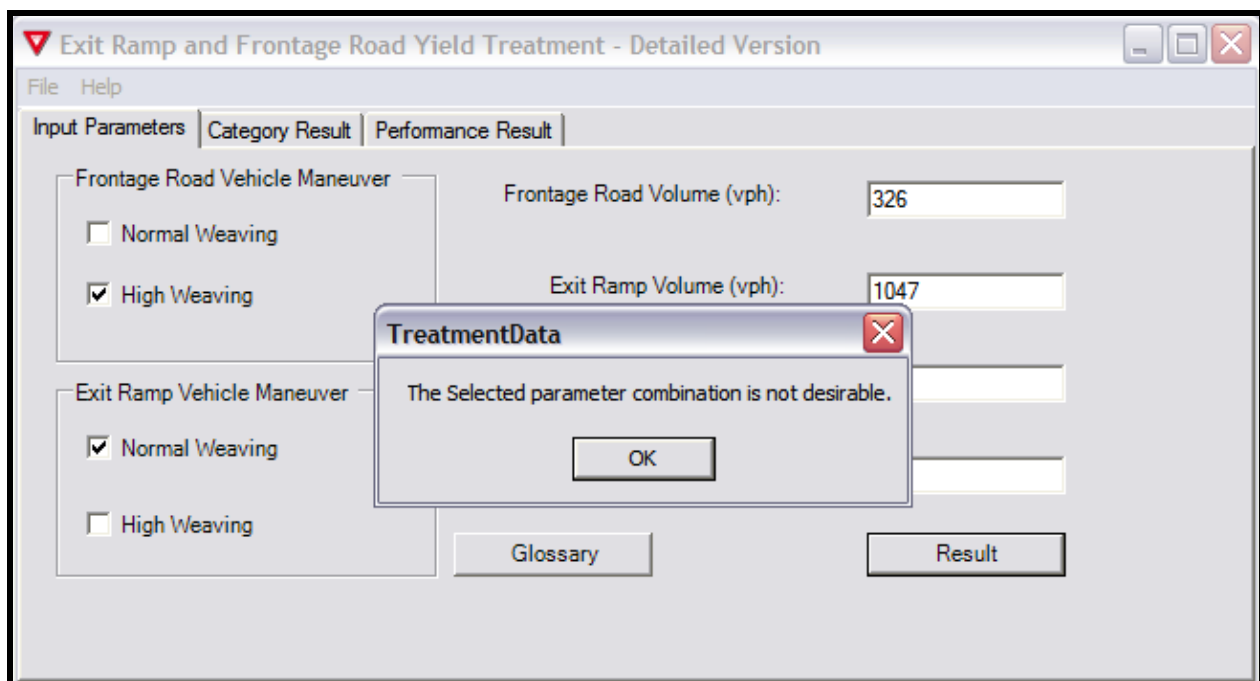 Exit Ramp and Frontage Road Yield Treatment - Detailed Version
File Help
Input Parameters Category Result Performance Result
Frontage Road Vehicle Maneuver
Normal Weaving
High Weaving
Frontage Road Volume (vph): 326
Exit Ramp Volume (vph): 1047
TreatmentData
The Selected parameter combination is not desirable.
OK
Exit Ramp Vehicle Maneuver
Normal Weaving
High Weaving
Glossary Result